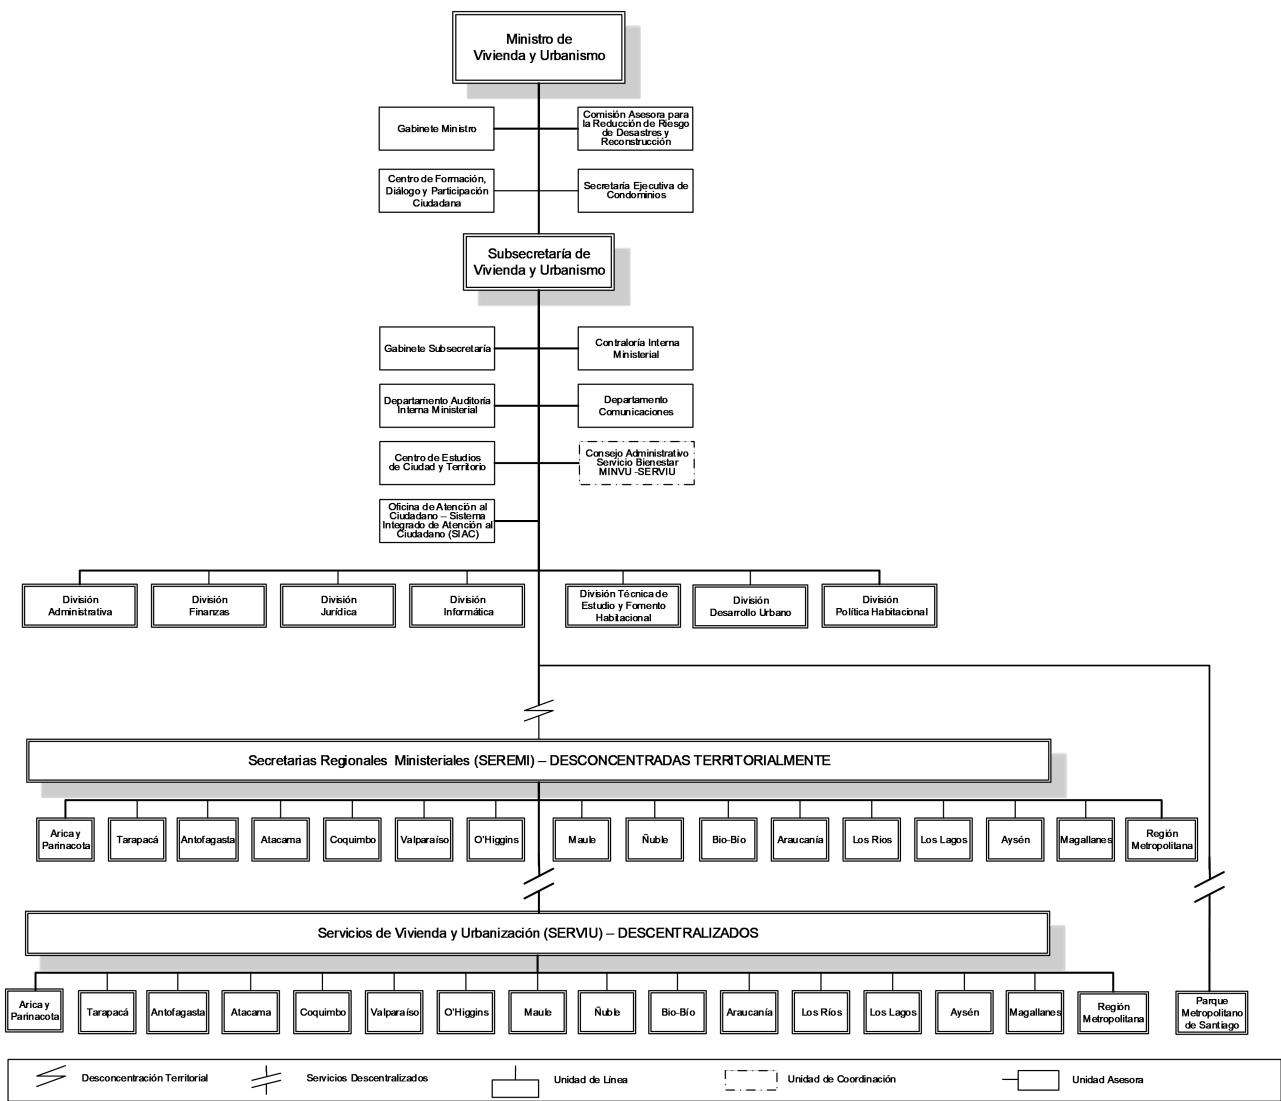 Ministro de
Vivienda y Urbanismo
Gabinete Ministro
Comisión Asesora para
la Reducción de Riesgo
de Desastres y
Reconstrucción
Centro de Formación,
Diálogo y Participación
Ciudadana
Secretaría Ejecutiva de
Condominios
Subsecretaría de
Vivienda y Urbanismo
Gabinete Subsecretaría
Contraloría Interna
Ministerial
Departamento Auditoría
Interna Ministerial
Departamento
Comunicaciones
Centro de Estudios
de Ciudad y Territorio
Consejo Administrativo
Servicio Bienestar
MINVU -SERVIU
Oficina de Atención al
Ciudadano – Sistema
Integrado de Atención al
Ciudadano (SIAC)
División
Administrativa
División
Finanzas
División
Jurídica
División
Informática
División Técnica de
Estudio y Fomento
Habitacional
División
Desarrollo Urbano
División
Política Habitacional
Secretarias Regionales Ministeriales (SEREMI) – DESCONCENTRADAS TERRITORIALMENTE
Arica y
Parinacota
Tarapacá
Antofagasta
Atacama
Coquimbo
Valparaíso
O'Higgins
Maule
Ñuble
Bio-Bío
Araucanía
Los Rios
Los Lagos
Aysén
Magallanes
Región
Metropolitana
Servicios de Vivienda y Urbanización (SERVIU) – DESCENTRALIZADOS
Arica y
Parinacota
Tarapacá
Antofagasta
Atacama
Coquimbo
Valparaíso
O'Higgins
Maule
Ñuble
Bio-Bío
Araucanía
Los Ríos
Los Lagos
Aysén
Magallanes
Región
Metropolitana
Parque
Metropolitano
de Santiago
Desconcentración Territorial
Servicios Descentralizados
Unidad de Línea
Unidad de Coordinación
Unidad Asesora